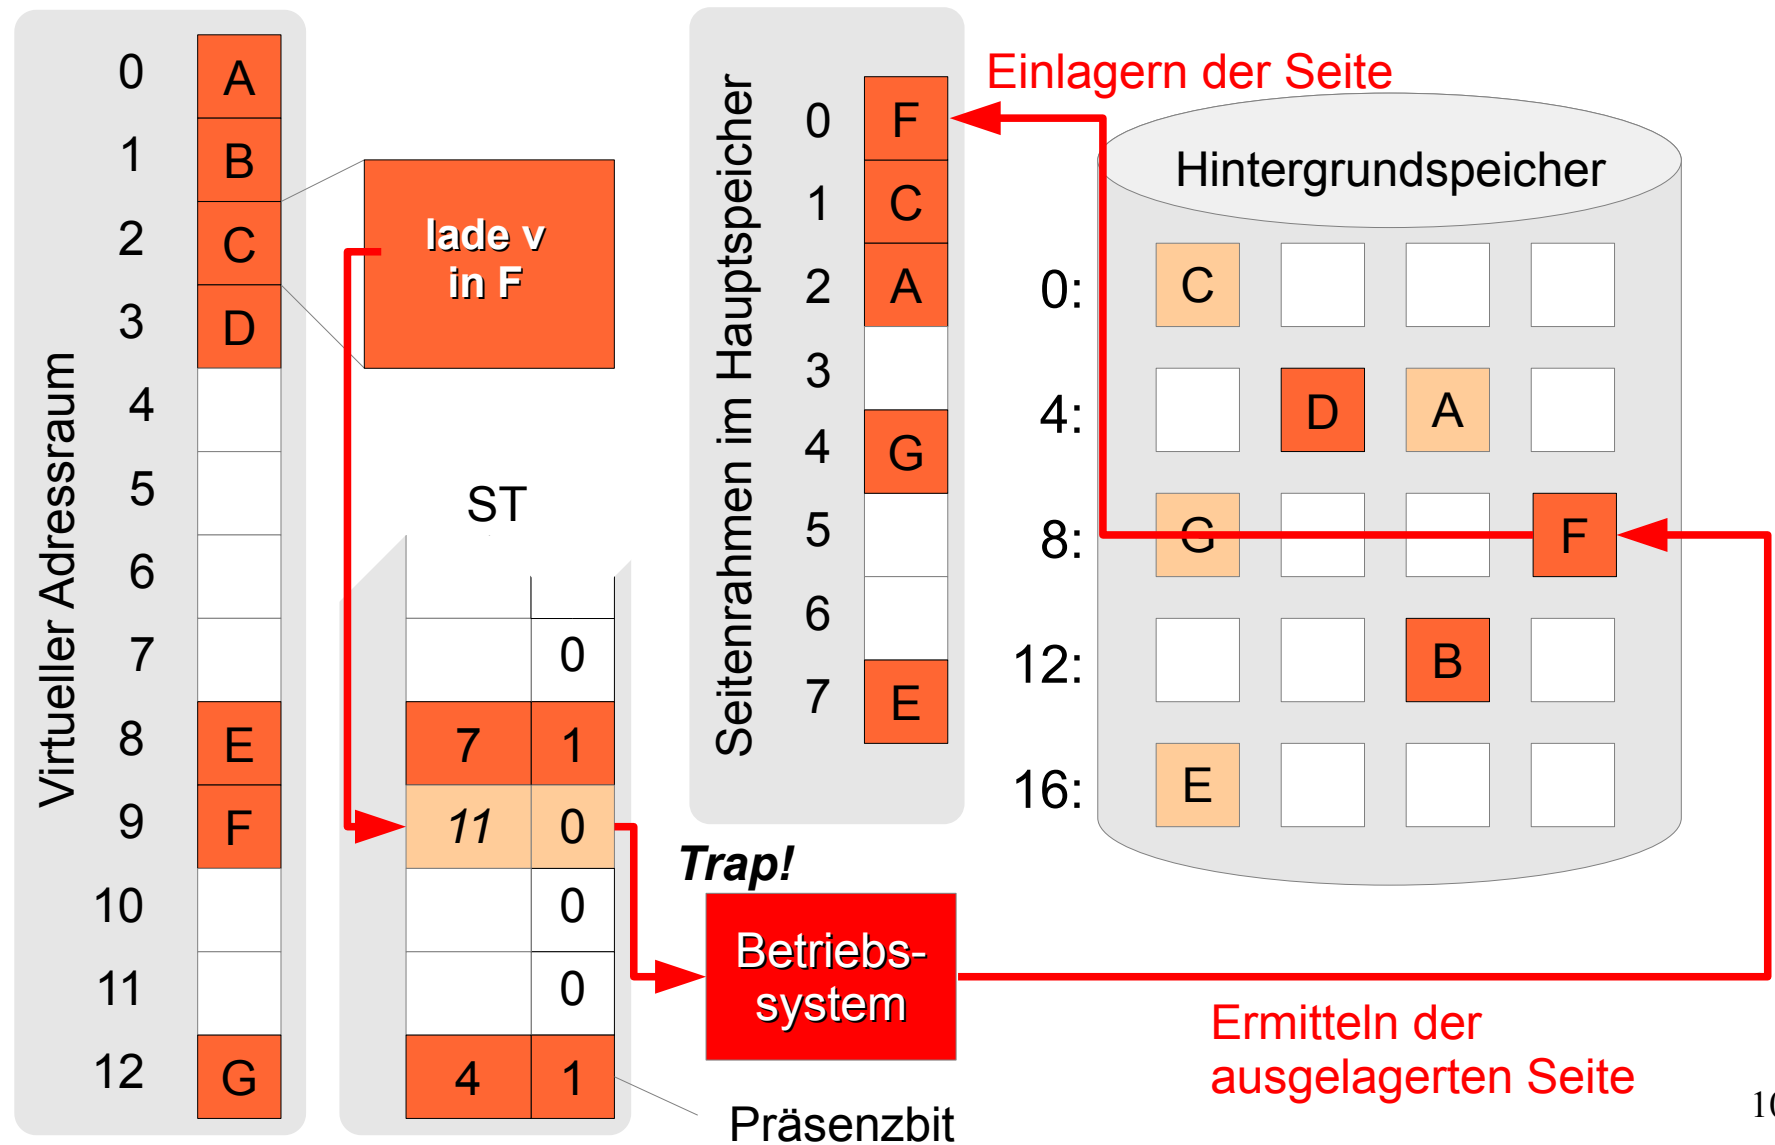 Virtueller Adressraum
0 A
1 B
2 C
3 D
4
5
6
7
8 E
9 F
10
11
12 G
lade v
in F
ST
0
7 1
11 0
0
0
4 1
Präsenzbit
Trap!
Betriebs-
system
Seitenrahmen im Hauptspeicher
0 F
1 C
2 A
3
4 G
5
6
7 E
Einlagern der Seite
Hintergrundspeicher
0: C
4: D A
8: G F
12: B
16: E
Ermitteln der
ausgelagerten Seite